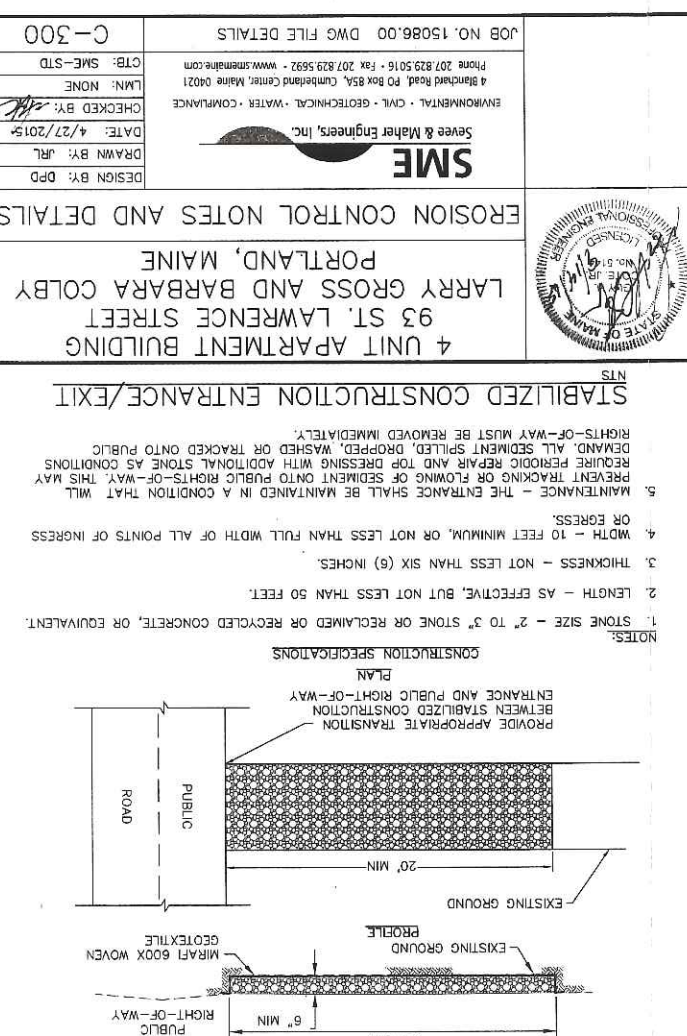 PUBLIC
RIGHT-OF-WAY
6" MIN
EXISTING GROUND
MIRAFI 600X WOVEN
GEOTEXTILE
PROFILE
EXISTING GROUND
20' MIN
PUBLIC
ROAD
PROVIDE APPROPRIATE TRANSITION
BETWEEN STABILIZED CONSTRUCTION
ENTRANCE AND PUBLIC RIGHT-OF-WAY
PLAN
CONSTRUCTION SPECIFICATIONS
NOTES:
1. STONE SIZE - 2" TO 3" STONE OR RECLAIMED OR RECYCLED CONCRETE, OR EQUIVALENT.
2. LENGTH - AS EFFECTIVE, BUT NOT LESS THAN 50 FEET.
3. THICKNESS - NOT LESS THAN SIX (6) INCHES.
4. WIDTH - 10 FEET MINIMUM, OR NOT LESS THAN FULL WIDTH OF ALL POINTS OF INGRESS
OR EGRESS.
5. MAINTENANCE - THE ENTRANCE SHALL BE MAINTAINED IN A CONDITION THAT WILL
PREVENT TRACKING OR FLOWING OF SEDIMENT ONTO PUBLIC RIGHTS-OF-WAY. THIS MAY
REQUIRE PERIODIC REPAIR AND TOP DRESSING WITH ADDITIONAL STONE AS CONDITIONS
DEMAND. ALL SEDIMENT SPILLED, DROPPED, WASHED OR TRACKED ONTO PUBLIC
RIGHTS-OF-WAY MUST BE REMOVED IMMEDIATELY.
STABILIZED CONSTRUCTION ENTRANCE/EXIT
NTS
STATE OF MAINE
GUY
COTE, JR.
No. 51
LICENSED
PROFESSIONAL ENGINEER
4 UNIT APARTMENT BUILDING
93 ST. LAWRENCE STREET
LARRY GROSS AND BARBARA COLBY
PORTLAND, MAINE
EROSION CONTROL NOTES AND DETAILS
SME
Sevee & Maher Engineers, Inc.
ENVIRONMENTAL • CIVIL • GEOTECHNICAL • WATER • COMPLIANCE
4 Blanchard Road, PO Box 85A, Cumberland Center, Maine 04021
Phone 207.829.5016 • Fax 207.829.5692 • www.smemaine.com
JOB NO. 15086.00 DWG FILE DETAILS
DESIGN BY: DPD
DRAWN BY: JRL
DATE: 4/27/2015
CHECKED BY:
LMN: NONE
CTB: SME-STD
C-300